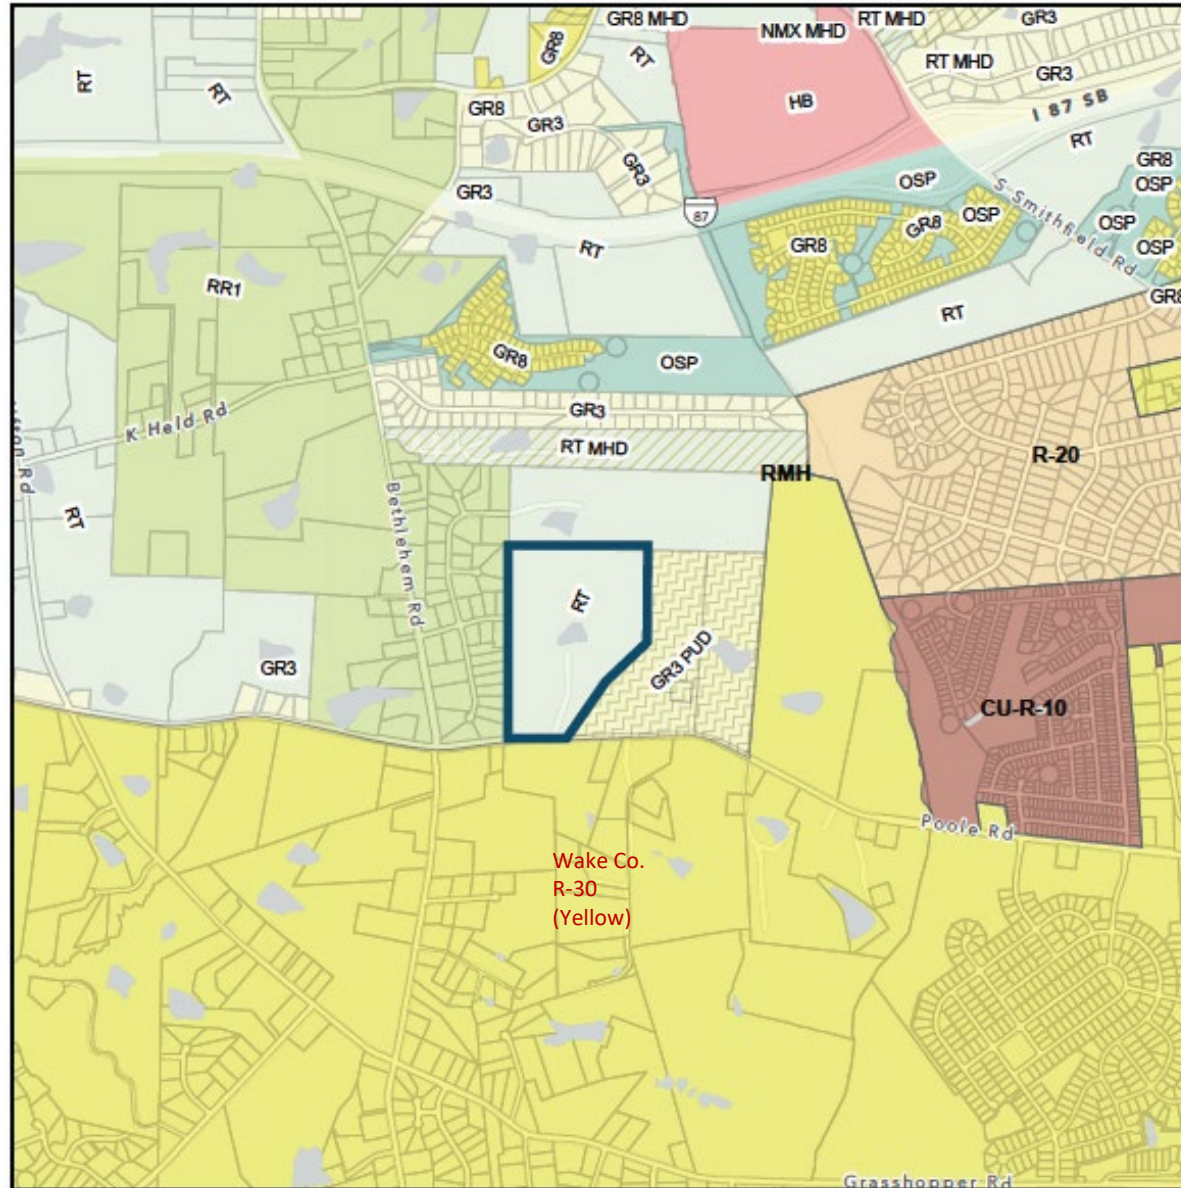 GR8 MHD
RT MHD
GR3
NMX MHD
GR8
RT
RT MHD
RT
RT
GR3
HB
GR8
GR3
I 87 SB
RT
GR3
GR8
OSP
OSP
GR3
87
S Smithfield Rd
OSP
OSP
GR8
GR8
OSP
RT
RR1
GR8
RT
GR8
OSP
GR3
K Held Rd
RT MHD
R-20
RMH
RT
Bethlehem Rd
RT
GR3 PUD
GR3
CU-R-10
Poole Rd
Wake Co.
R-30
(Yellow)
Grasshopper Rd